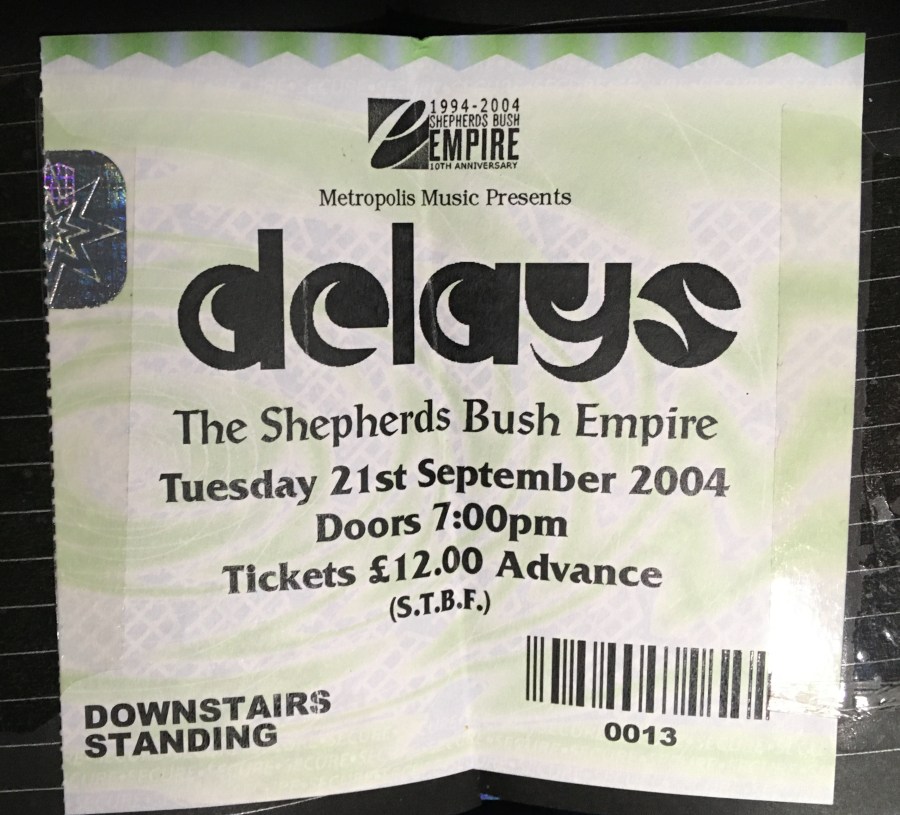 1994-2004
SHEPHERDS BUSH
EMPIRE
10TH ANNIVERSARY
Metropolis Music Presents
delays
The Shepherds Bush Empire
Tuesday 21st September 2004
Doors 7:00pm
Tickets £12.00 Advance
(S.T.B.F.)
DOWNSTAIRS
STANDING
0013